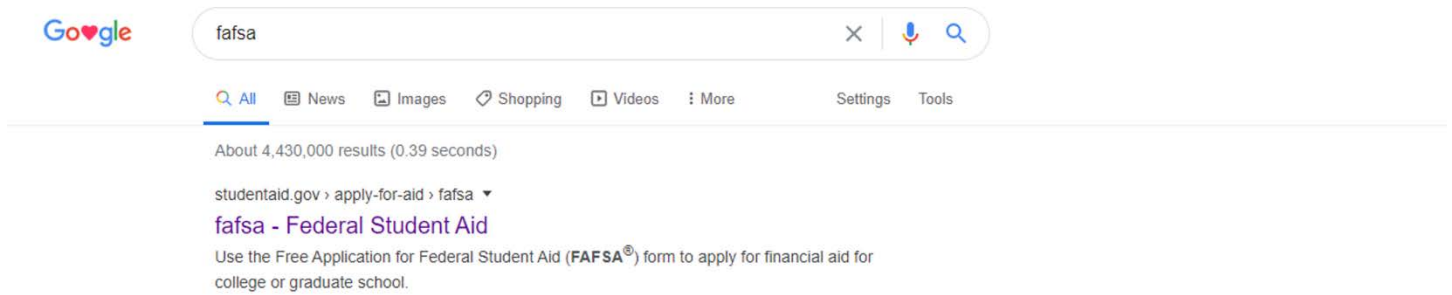 Go♥gle
fafsa
All News Images Shopping Videos More Settings Tools
About 4,430,000 results (0.39 seconds)
studentaid.gov › apply-for-aid › fafsa
fafsa - Federal Student Aid
Use the Free Application for Federal Student Aid (FAFSA®) form to apply for financial aid for
college or graduate school.